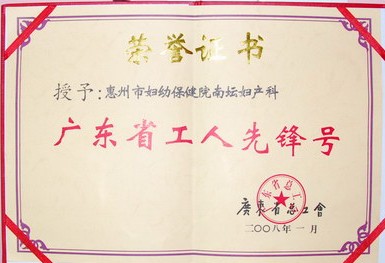 荣誉证书
授予:惠州市妇幼保健院南坛妇产科
广东省工人先锋号
廣東省总工會
二〇〇八年一月